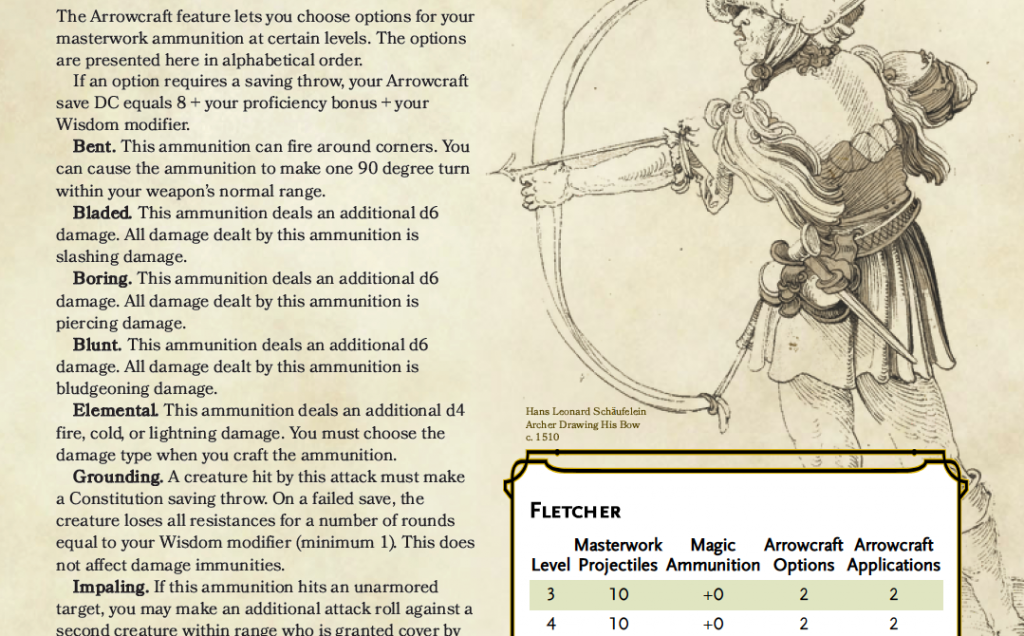 The Arrowcraft feature lets you choose options for your
masterwork ammunition at certain levels. The options
are presented here in alphabetical order.
If an option requires a saving throw, your Arrowcraft
save DC equals 8 + your proficiency bonus + your
Wisdom modifier.
Bent. This ammunition can fire around corners. You
can cause the ammunition to make one 90 degree turn
within your weapon's normal range.
Bladed. This ammunition deals an additional d6
damage. All damage dealt by this ammunition is
slashing damage.
Boring. This ammunition deals an additional d6
damage. All damage dealt by this ammunition is
piercing damage.
Blunt. This ammunition deals an additional d6
damage. All damage dealt by this ammunition is
bludgeoning damage.
Elemental. This ammunition deals an additional d4
fire, cold, or lightning damage. You must choose the
damage type when you craft the ammunition.
Grounding. A creature hit by this attack must make
a Constitution saving throw. On a failed save, the
creature loses all resistances for a number of rounds
equal to your Wisdom modifier (minimum 1). This does
not affect damage immunities.
Impaling. If this ammunition hits an unarmored
target, you may make an additional attack roll against a
second creature within range who is granted cover by
Hans Leonard Schäufelein
Archer Drawing His Bow
c. 1510
Fletcher
Masterwork Magic Arrowcraft Arrowcraft
Level Projectiles Ammunition Options Applications
3 10 +0 2 2
4 10 +0 2 2